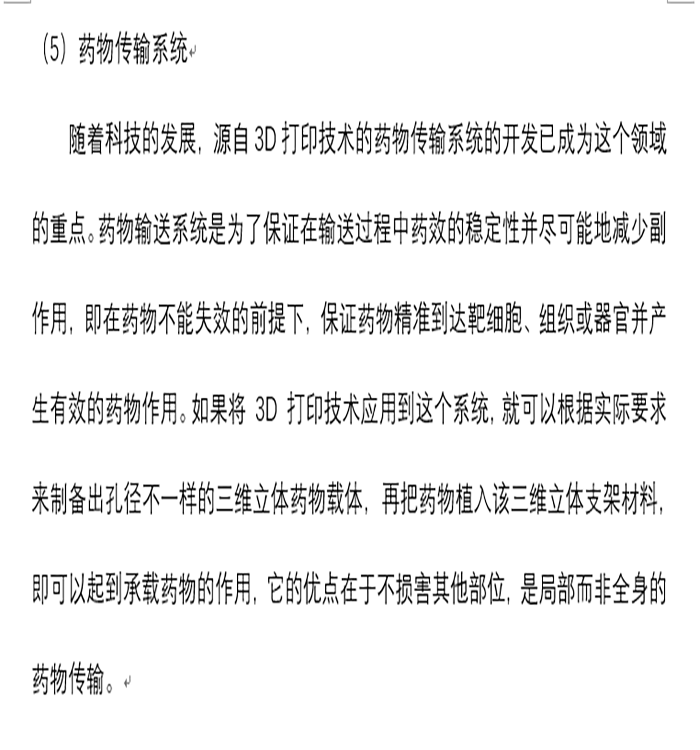 （5）药物传输系统
随着科技的发展，源自 3D 打印技术的药物传输系统的开发已成为这个领域
的重点。药物输送系统是为了保证在输送过程中药效的稳定性并尽可能地减少副
作用，即在药物不能失效的前提下，保证药物精准到达靶细胞、组织或器官并产
生有效的药物作用。如果将 3D 打印技术应用到这个系统，就可以根据实际要求
来制备出孔径不一样的三维立体药物载体，再把药物植入该三维立体支架材料，
即可以起到承载药物的作用，它的优点在于不损害其他部位，是局部而非全身的
药物传输。